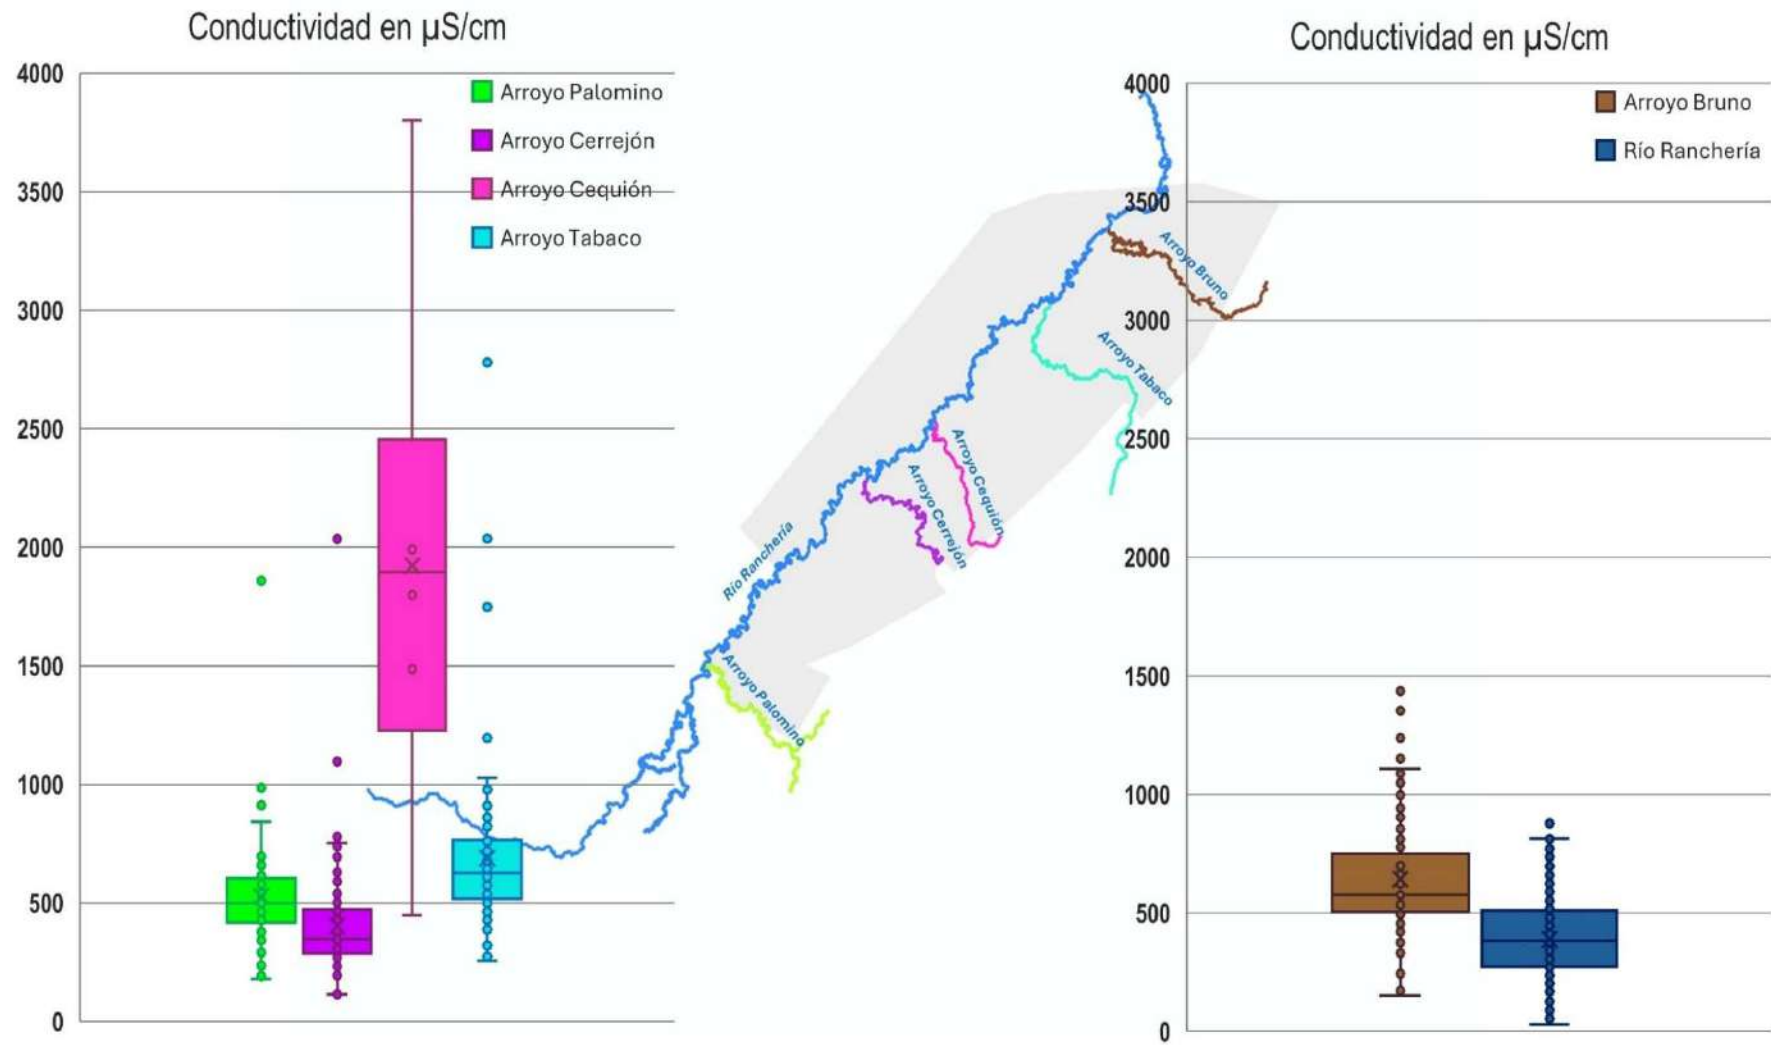 Conductividad en µS/cm
4000
3500
3000
2500
2000
1500
1000
500
0
Arroyo Palomino
Arroyo Cerrejón
Arroyo Cequión
Arroyo Tabaco
Río Ranchería
Arroyo Palomino
Arroyo Cerrejón
Arroyo Cequión
Arroyo Tabaco
Arroyo Bruno
Conductividad en µS/cm
4000
3500
3000
2500
2000
1500
1000
500
0
Arroyo Bruno
Río Ranchería